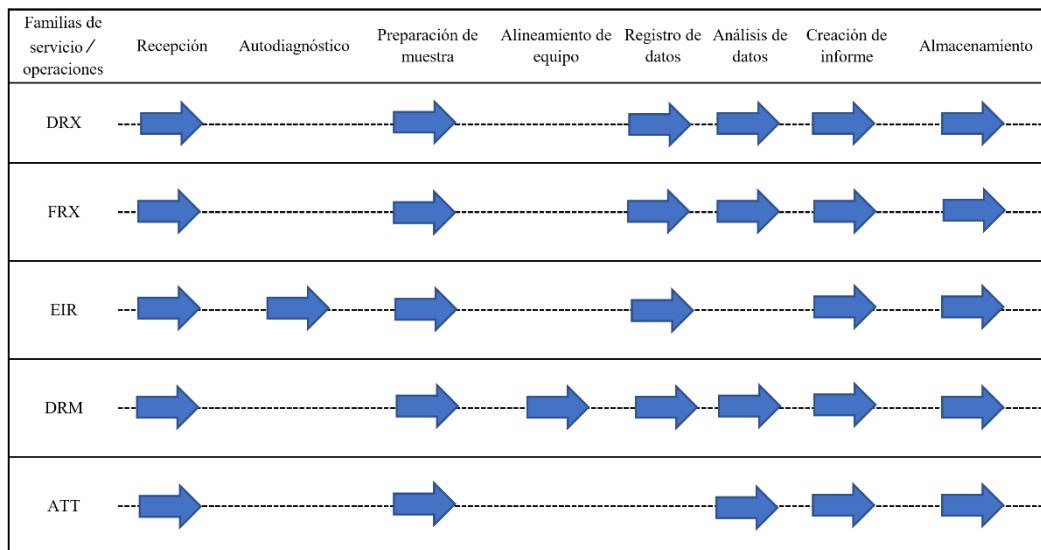 Familias de
servicio /
operaciones
Recepción
Autodiagnóstico
Preparación de
muestra
Alineamiento de
equipo
Registro de
datos
Análisis de
datos
Creación de
informe
Almacenamiento
DRX
FRX
EIR
DRM
ATT